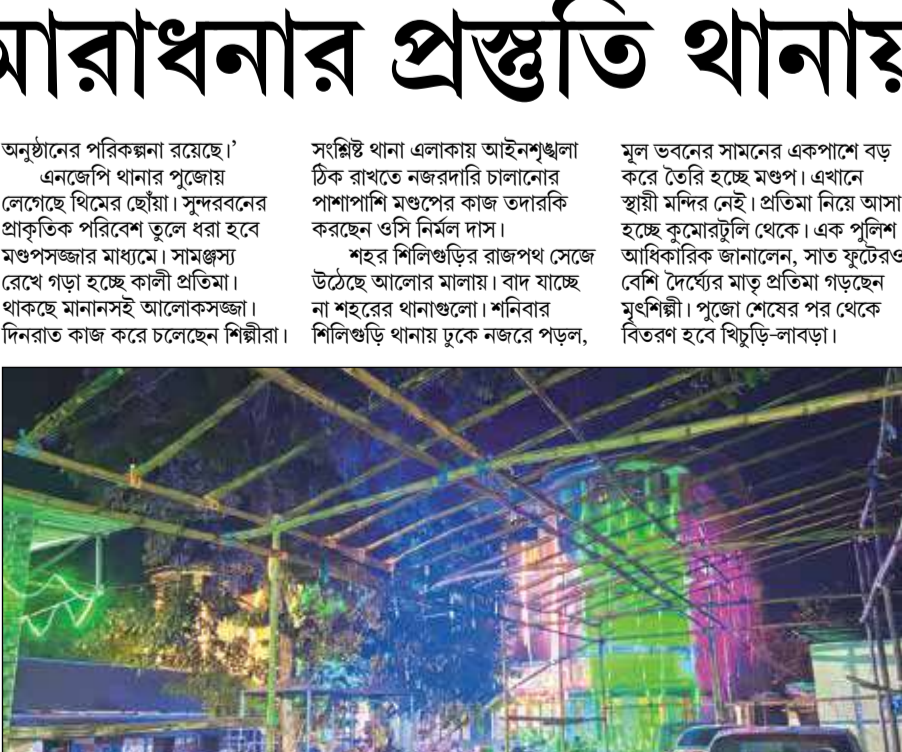 আরাধনার প্রস্তুতি থানায়
অনুষ্ঠানের পরিকল্পনা রয়েছে।’
এনজেপি থানার পুজোয়
লেগেছে থিমের ছোঁয়া। সুন্দরবনের
প্রাকৃতিক পরিবেশ তুলে ধরা হবে
মণ্ডপসজ্জার মাধ্যমে। সামঞ্জস্য
রেখে গড়া হচ্ছে কালী প্রতিমা।
থাকছে মানানসই আলোকসজ্জা।
দিনরাত কাজ করে চলেছেন শিল্পীরা।
সংশ্লিষ্ট থানা এলাকায় আইনশৃঙ্খলা
ঠিক রাখতে নজরদারি চালানোর
পাশাপাশি মণ্ডপের কাজ তদারকি
করছেন ওসি নির্মল দাস।
শহর শিলিগুড়ির রাজপথ সেজে
উঠেছে আলোর মালায়। বাদ যাচ্ছে
না শহরের থানাগুলো। শনিবার
শিলিগুড়ি থানায় ঢুকে নজরে পড়ল,
মূল ভবনের সামনের একপাশে বড়
করে তৈরি হচ্ছে মণ্ডপ। এখানে
স্থায়ী মন্দির নেই। প্রতিমা নিয়ে আসা
হচ্ছে কুমোরটুলি থেকে। এক পুলিশ
আধিকারিক জানালেন, সাত ফুটেরও
বেশি দৈর্ঘ্যের মাতৃ প্রতিমা গড়ছেন
মৃৎশিল্পী। পুজো শেষের পর থেকে
বিতরণ হবে খিচুড়ি-লাবড়া।